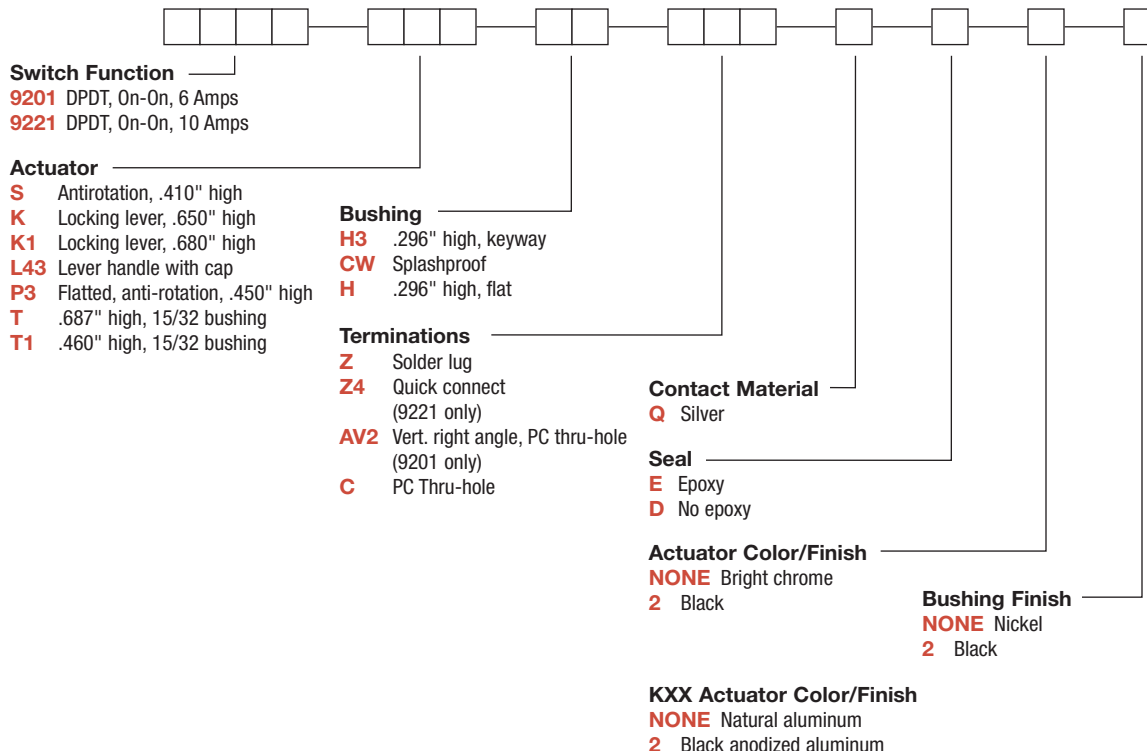 Switch Function
9201 DPDT, On-On, 6 Amps
9221 DPDT, On-On, 10 Amps
Actuator
S Antirotation, .410" high
K Locking lever, .650" high
K1 Locking lever, .680" high
L43 Lever handle with cap
P3 Flatted, anti-rotation, .450" high
T .687" high, 15/32 bushing
T1 .460" high, 15/32 bushing
Bushing
H3 .296" high, keyway
CW Splashproof
H .296" high, flat
Terminations
Z Solder lug
Z4 Quick connect
(9221 only)
AV2 Vert. right angle, PC thru-hole
(9201 only)
C PC Thru-hole
Contact Material
Q Silver
Seal
E Epoxy
D No epoxy
Actuator Color/Finish
NONE Bright chrome
2 Black
Bushing Finish
NONE Nickel
2 Black
KXX Actuator Color/Finish
NONE Natural aluminum
2 Black anodized aluminum